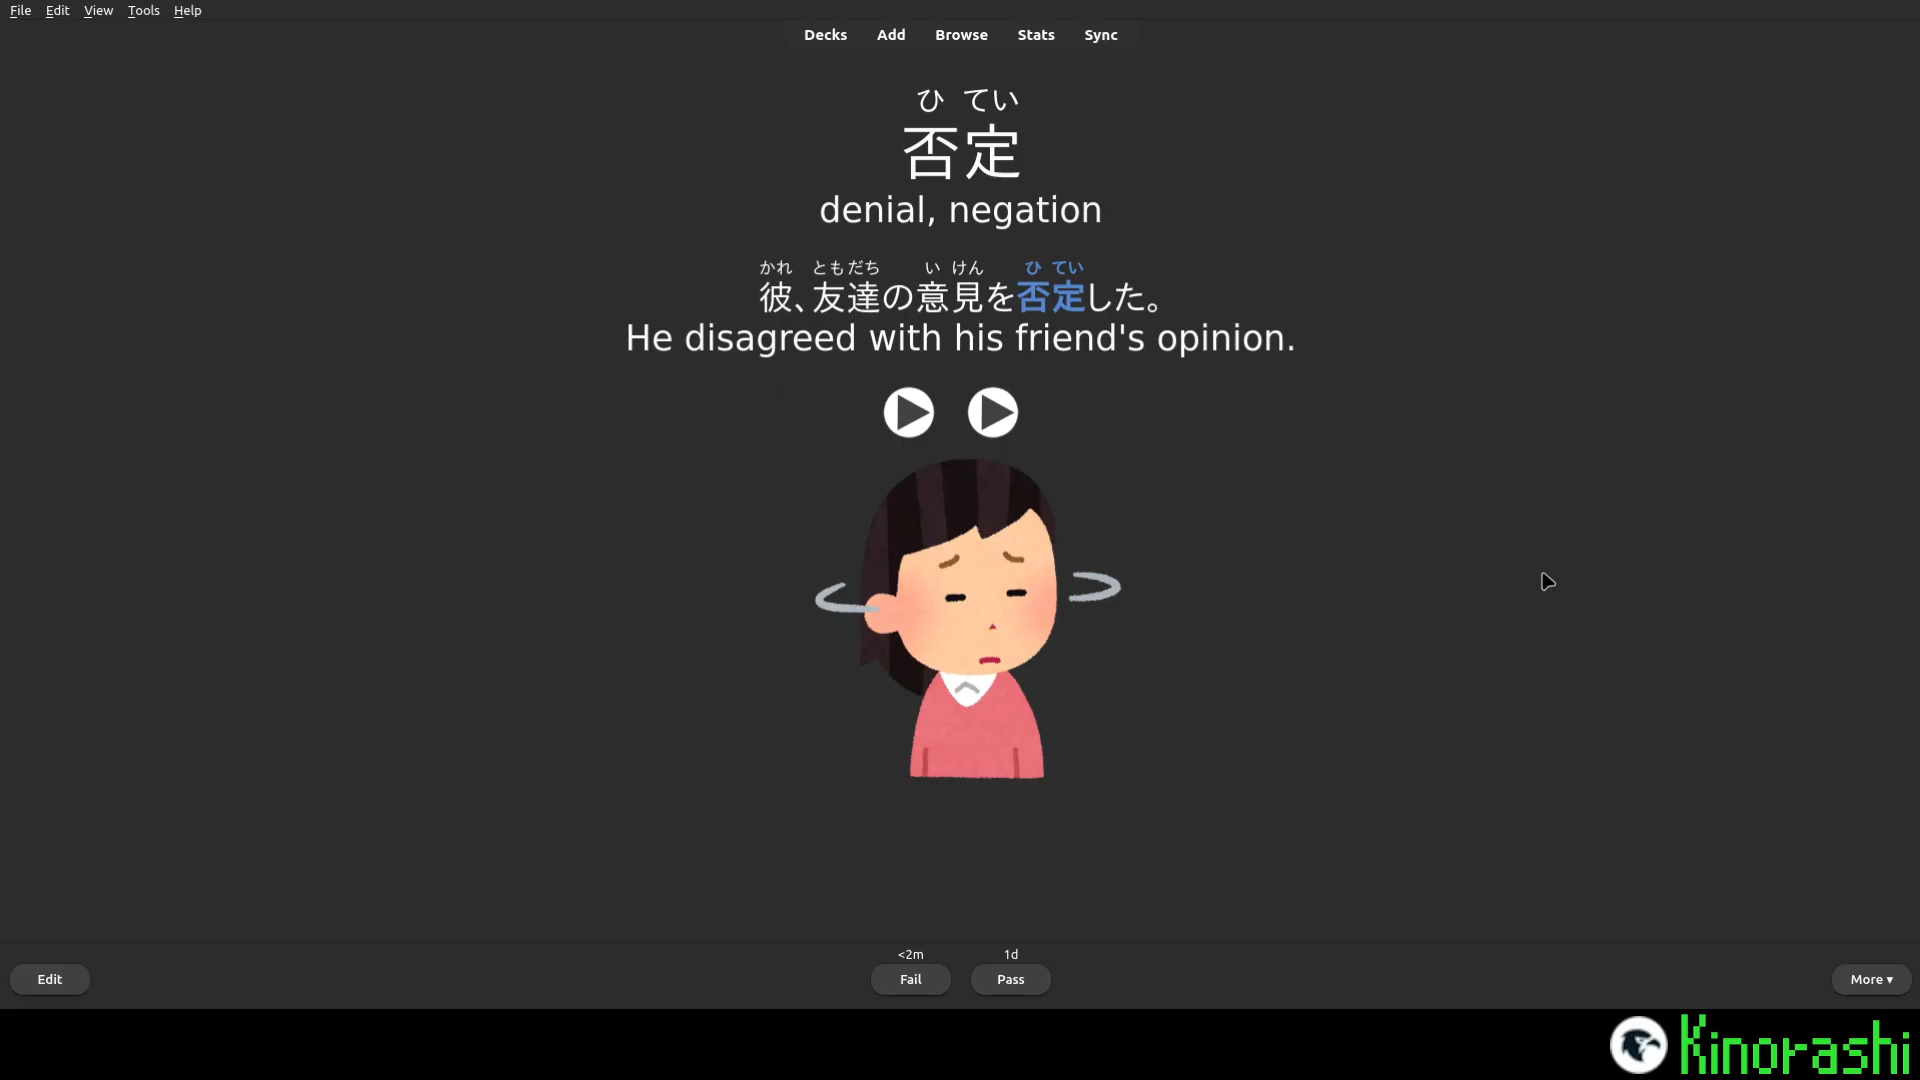 File Edit View Tools Help
Decks Add Browse Stats Sync
ひ てい
否定
denial, negation
かれ ともだち い けん ひ てい
彼、友達の意見を否定した。
He disagreed with his friend's opinion.
<2m 1d
Edit Fail Pass More ▾
Kinorashi